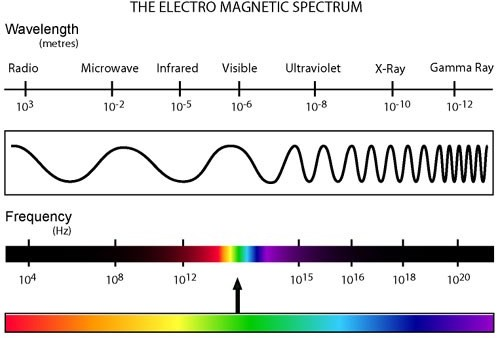 THE ELECTRO MAGNETIC SPECTRUM
Wavelength
(metres)
Radio Microwave Infrared Visible Ultraviolet X-Ray Gamma Ray
10³ 10⁻² 10⁻⁵ 10⁻⁶ 10⁻⁸ 10⁻¹⁰ 10⁻¹²
Frequency
(Hz)
10⁴ 10⁸ 10¹² 10¹⁵ 10¹⁶ 10¹⁸ 10²⁰